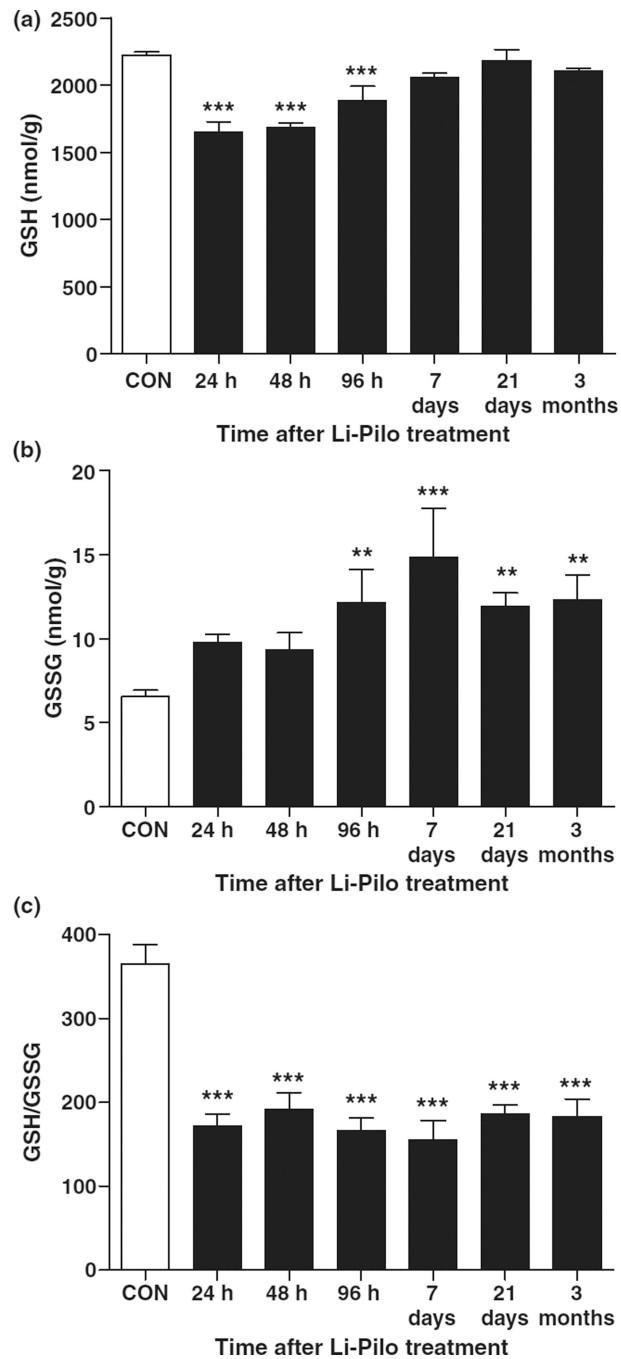 (a)
2500
2000
1500
1000
500
0
GSH (nmol/g)
*** *** ***
CON 24 h 48 h 96 h 7 days 21 days 3 months
Time after Li-Pilo treatment
(b)
20
15
10
5
0
GSSG (nmol/g)
** *** ** **
CON 24 h 48 h 96 h 7 days 21 days 3 months
Time after Li-Pilo treatment
(c)
400
300
200
100
0
GSH/GSSG
*** *** *** *** *** ***
CON 24 h 48 h 96 h 7 days 21 days 3 months
Time after Li-Pilo treatment